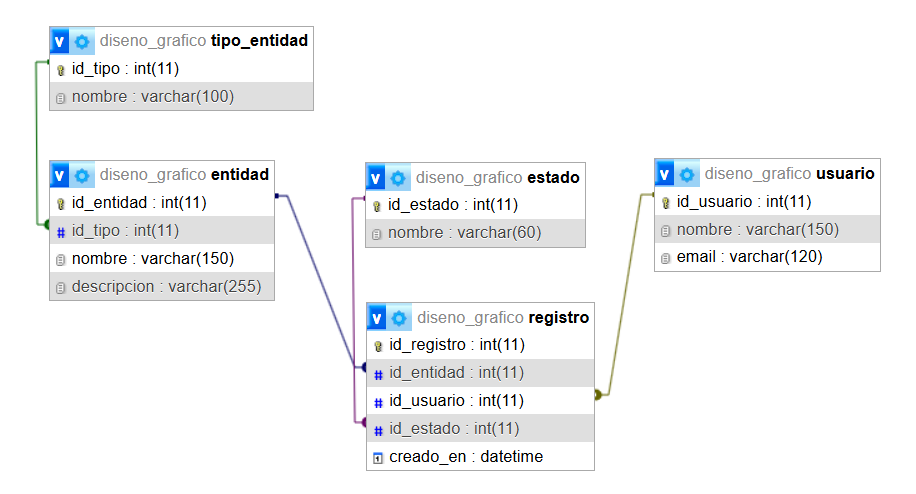 v diseno_grafico tipo_entidad
id_tipo : int(11)
nombre : varchar(100)
v diseno_grafico entidad
id_entidad : int(11)
# id_tipo : int(11)
nombre : varchar(150)
descripcion : varchar(255)
v diseno_grafico estado
id_estado : int(11)
nombre : varchar(60)
v diseno_grafico usuario
id_usuario : int(11)
nombre : varchar(150)
email : varchar(120)
v diseno_grafico registro
id_registro : int(11)
# id_entidad : int(11)
# id_usuario : int(11)
# id_estado : int(11)
1 creado_en : datetime